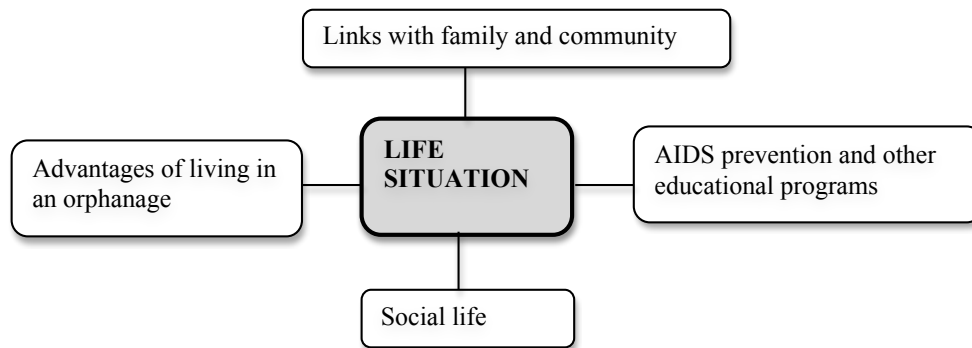 Links with family and community
LIFE
SITUATION
Advantages of living in
an orphanage
AIDS prevention and other
educational programs
Social life